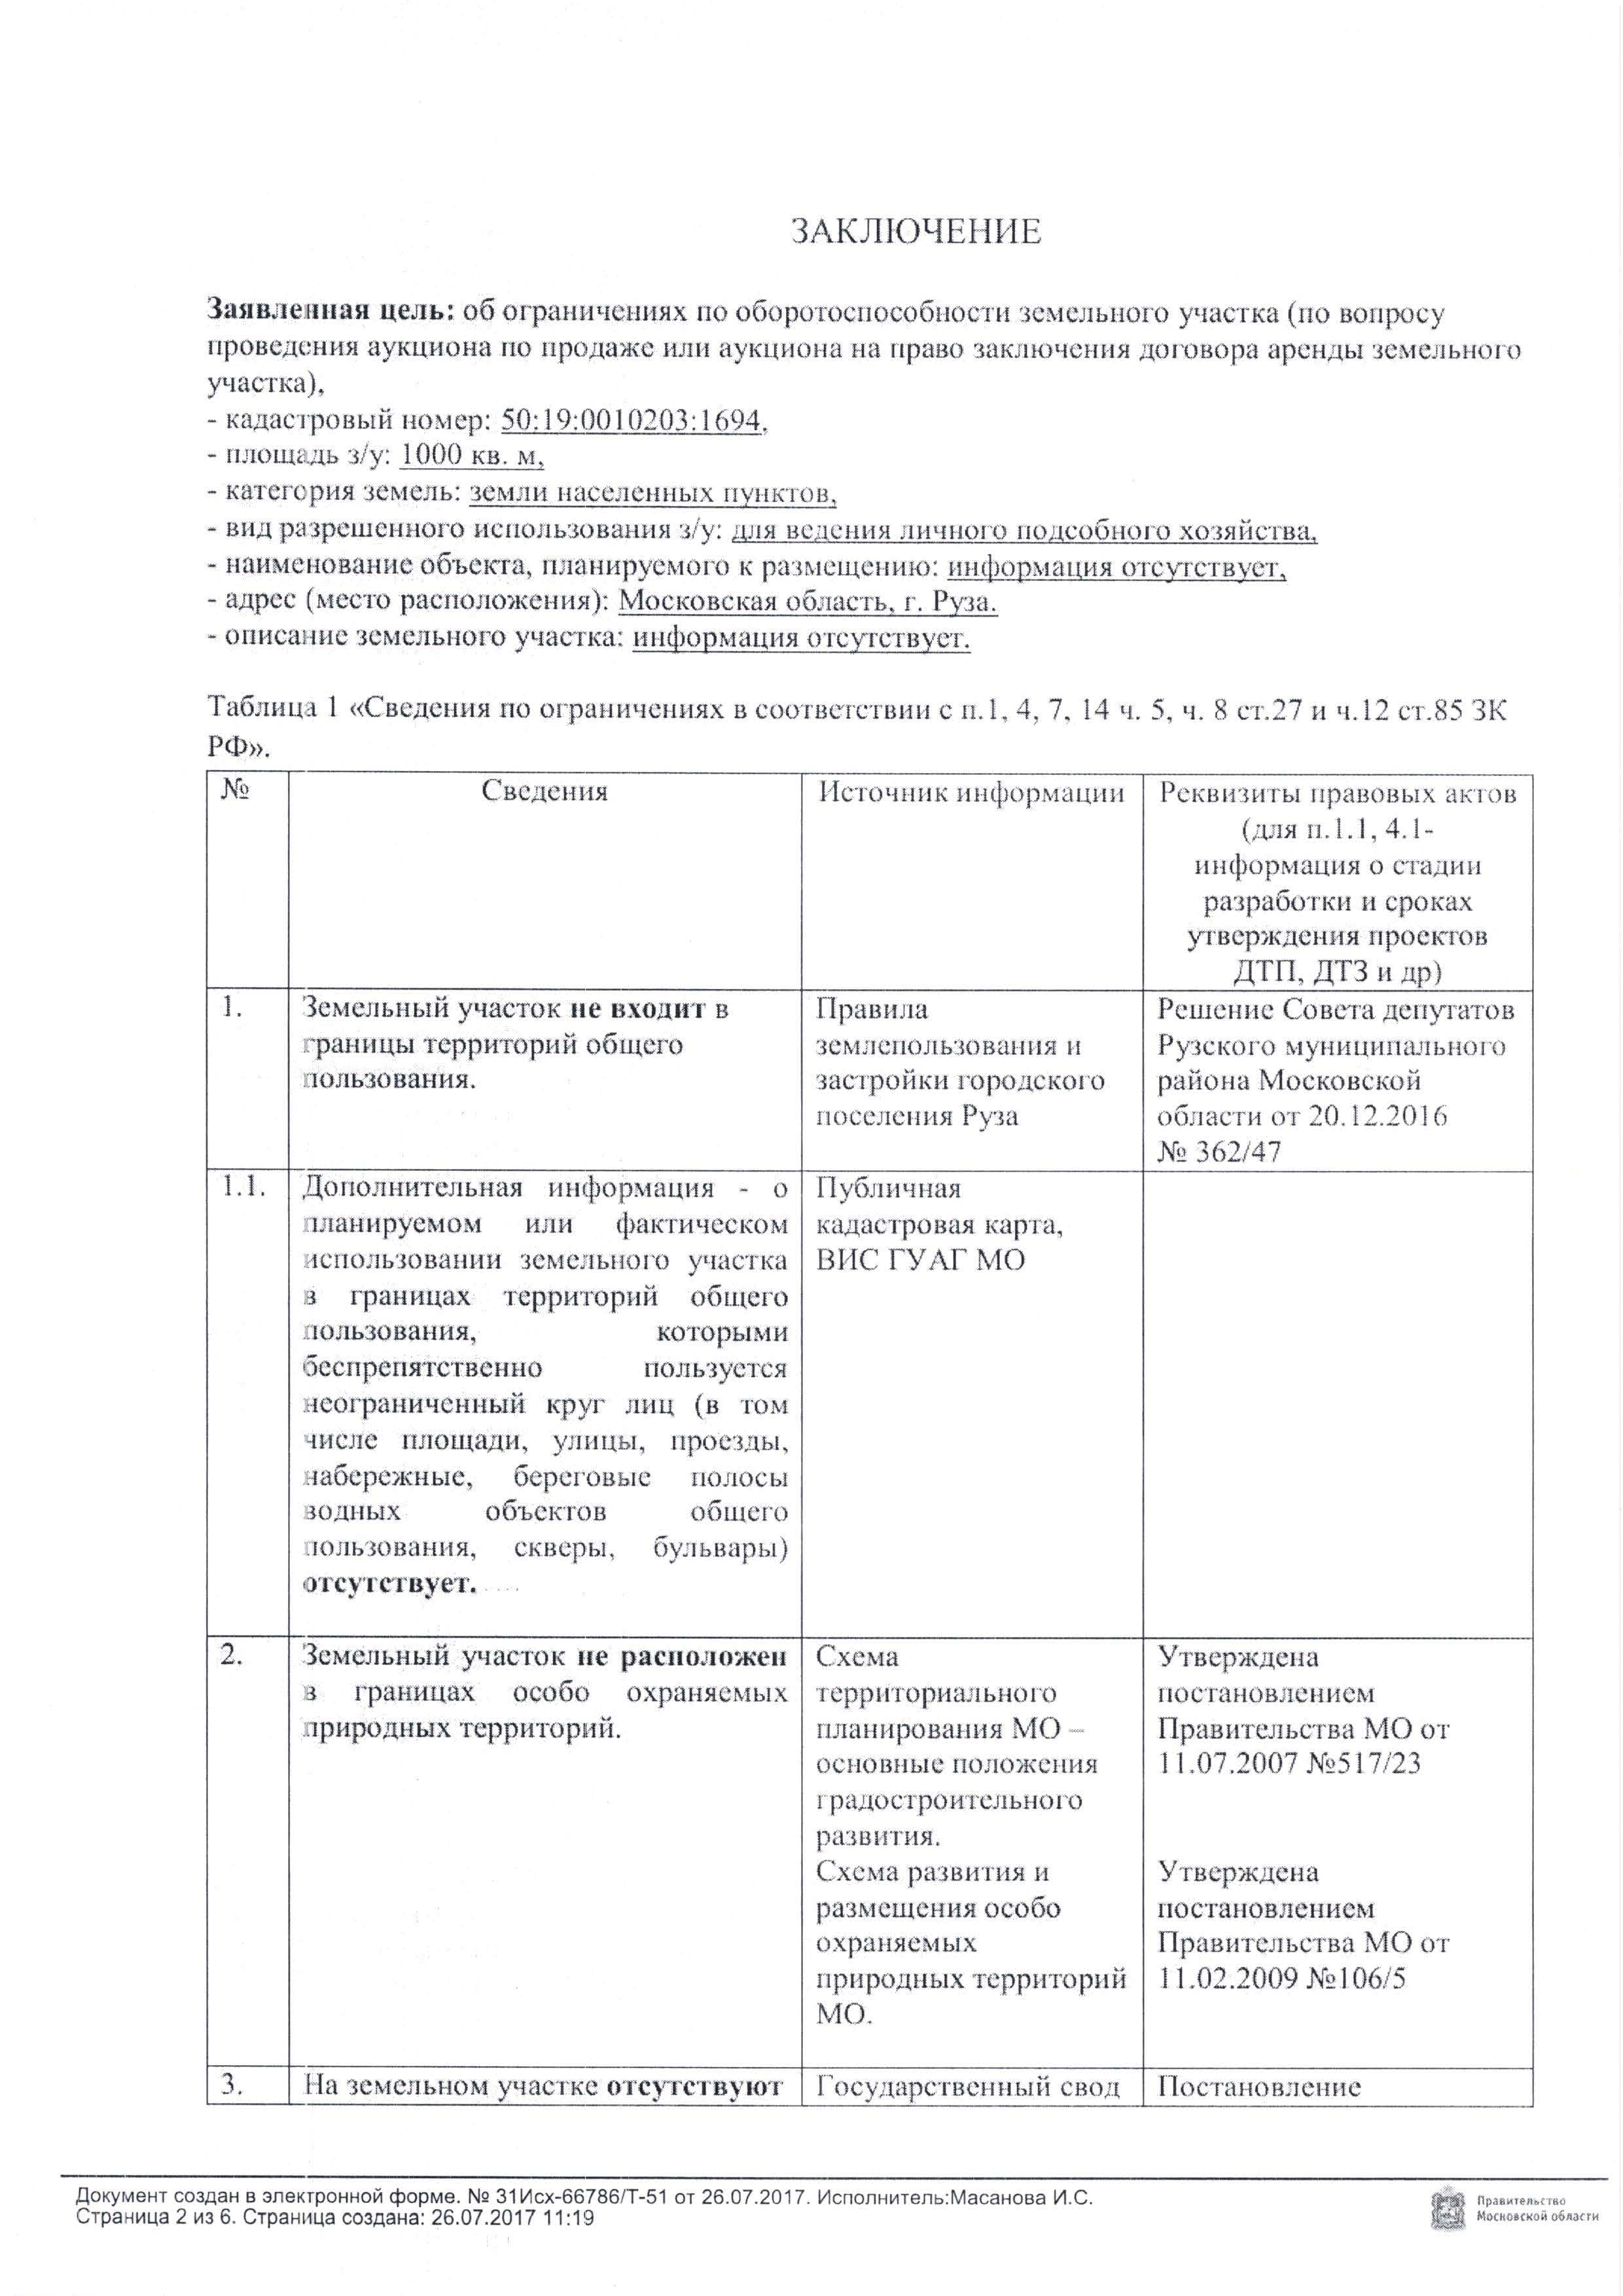 ЗАКЛЮЧЕНИЕ
Заявленная цель: об ограничениях по оборотоспособности земельного участка (по вопросу
проведения аукциона по продаже или аукциона на право заключения договора аренды земельного
участка),
- кадастровый номер: 50:19:0010203:1694,
- площадь з/у: 1000 кв. м,
- категория земель: земли населенных пунктов,
- вид разрешенного использования з/у: для ведения личного подсобного хозяйства,
- наименование объекта, планируемого к размещению: информация отсутствует,
- адрес (место расположения): Московская область, г. Руза.
- описание земельного участка: информация отсутствует.
Таблица 1 «Сведения по ограничениях в соответствии с п.1, 4, 7, 14 ч. 5, ч. 8 ст.27 и ч.12 ст.85 ЗК
РФ».
№
Сведения
Источник информации
Реквизиты правовых актов
(для п.1.1, 4.1-
информация о стадии
разработки и сроках
утверждения проектов
ДТП, ДТЗ и др)
1.
Земельный участок не входит в
границы территорий общего
пользования.
Правила
землепользования и
застройки городского
поселения Руза
Решение Совета депутатов
Рузского муниципального
района Московской
области от 20.12.2016
№ 362/47
1.1.
Дополнительная информация - о
планируемом или фактическом
использовании земельного участка
в границах территорий общего
пользования, которыми
беспрепятственно пользуется
неограниченный круг лиц (в том
числе площади, улицы, проезды,
набережные, береговые полосы
водных объектов общего
пользования, скверы, бульвары)
отсутствует.
Публичная
кадастровая карта,
ВИС ГУАГ МО
2.
Земельный участок не расположен
в границах особо охраняемых
природных территорий.
Схема
территориального
планирования МО –
основные положения
градостроительного
развития.
Схема развития и
размещения особо
охраняемых
природных территорий
МО.
Утверждена
постановлением
Правительства МО от
11.07.2007 №517/23
Утверждена
постановлением
Правительства МО от
11.02.2009 №106/5
3.
На земельном участке отсутствуют
Государственный свод
Постановление
Документ создан в электронной форме. № 31Исх-66786/Т-51 от 26.07.2017. Исполнитель:Масанова И.С.
Страница 2 из 6. Страница создана: 26.07.2017 11:19
Правительство
Московской области